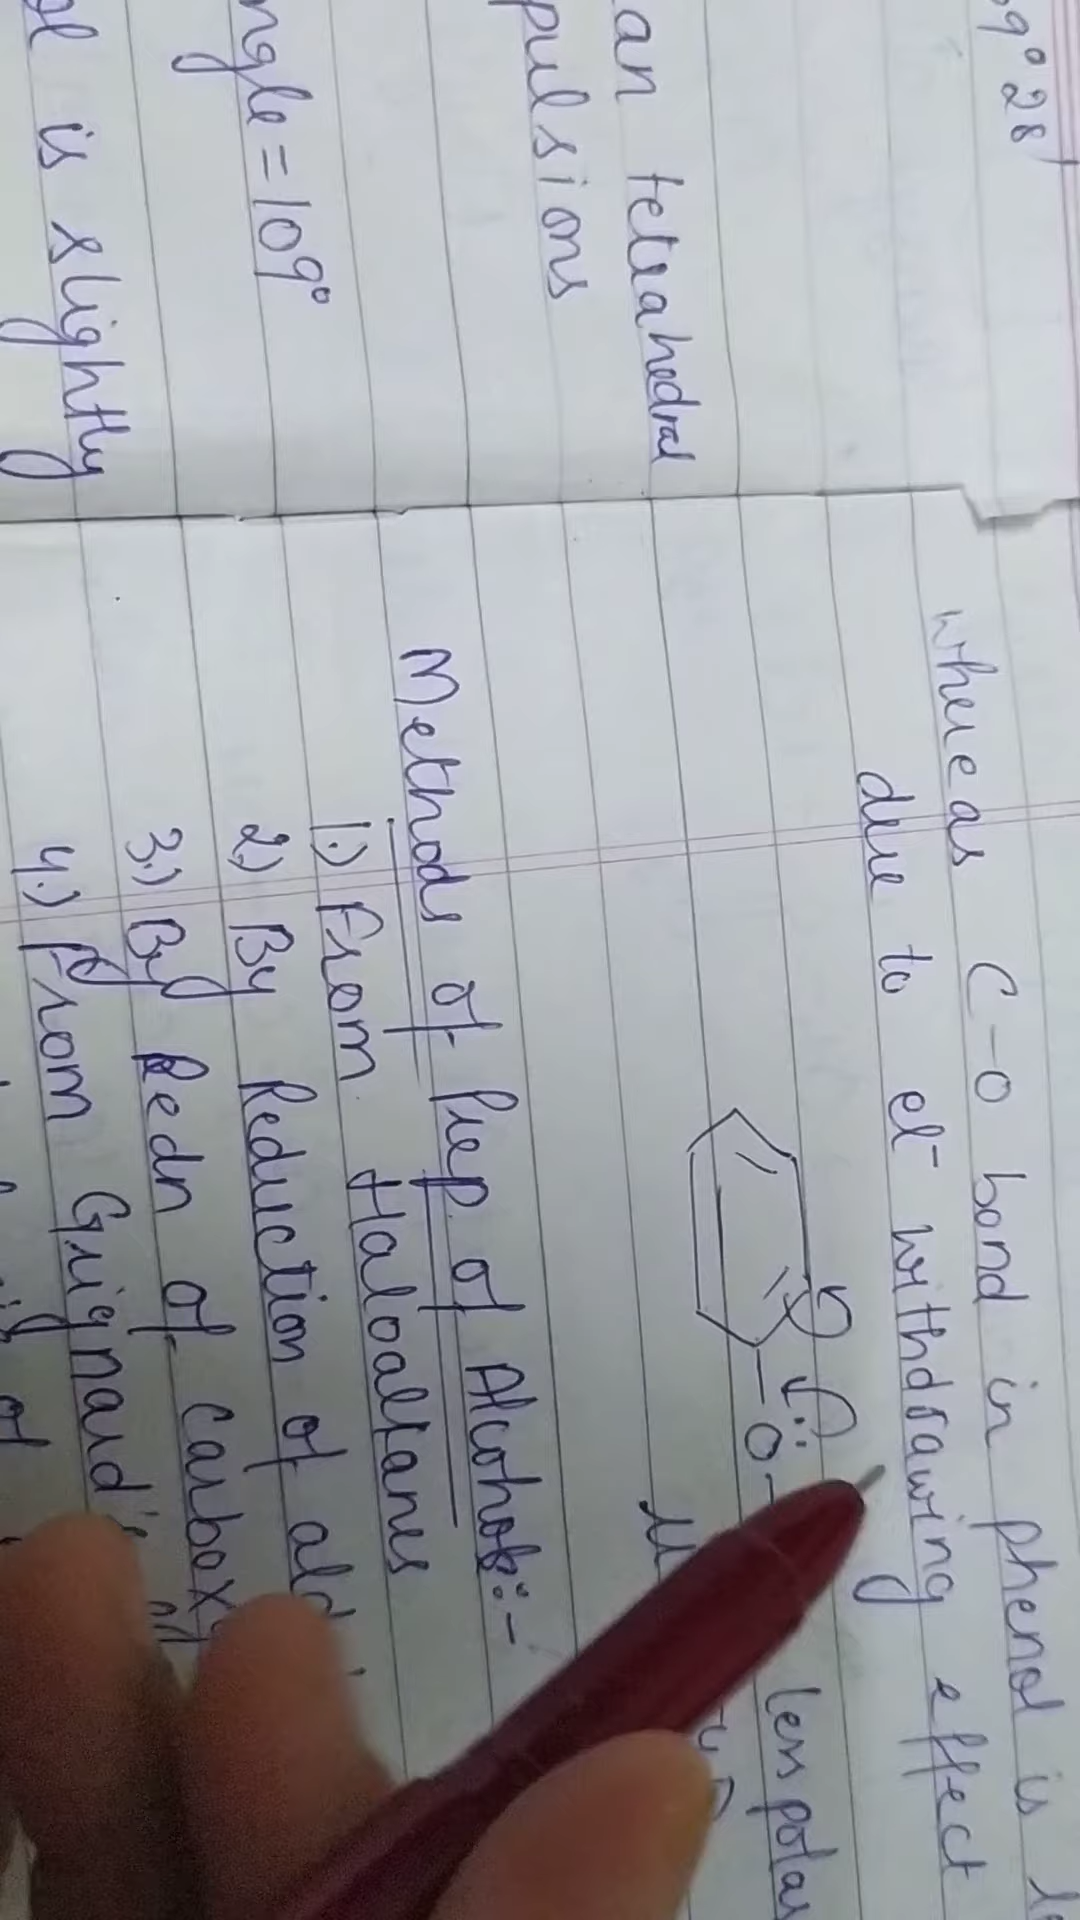 9° 28'
an tetrahedral
pulsions
ngle = 109°
ol is slightly
whereas C-O bond in phenol is
due to el⁻ withdrawing effect
O
less polar
Methods of Prep. of Alcohols:-
1.) From Haloalkanes
2.) By Reduction of ald
3.) By Redn of Carbox
4.) From Grignard's